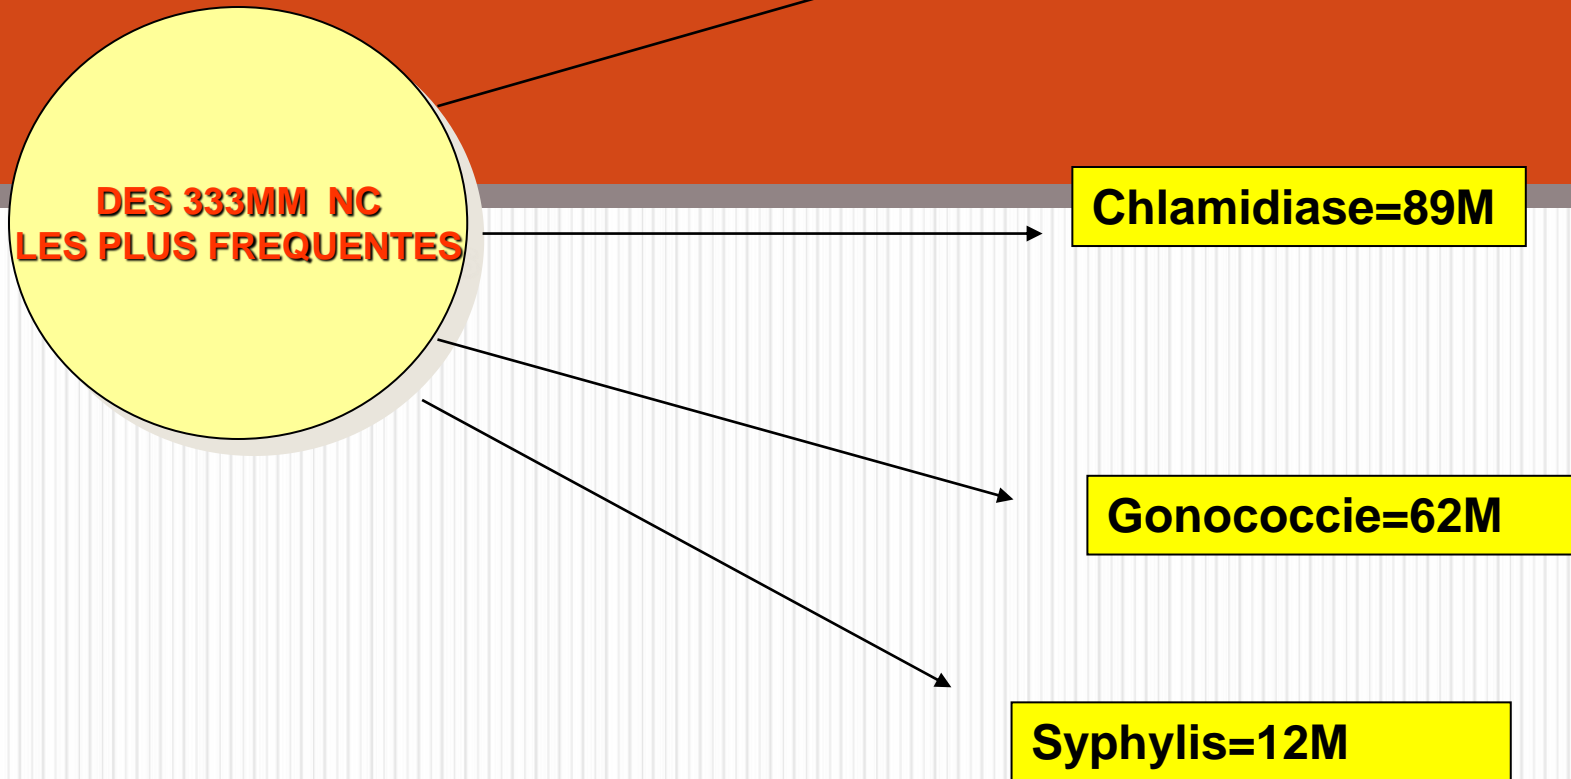 DES 333MM NC
LES PLUS FREQUENTES
Chlamidiase=89M
Gonococcie=62M
Syphylis=12M